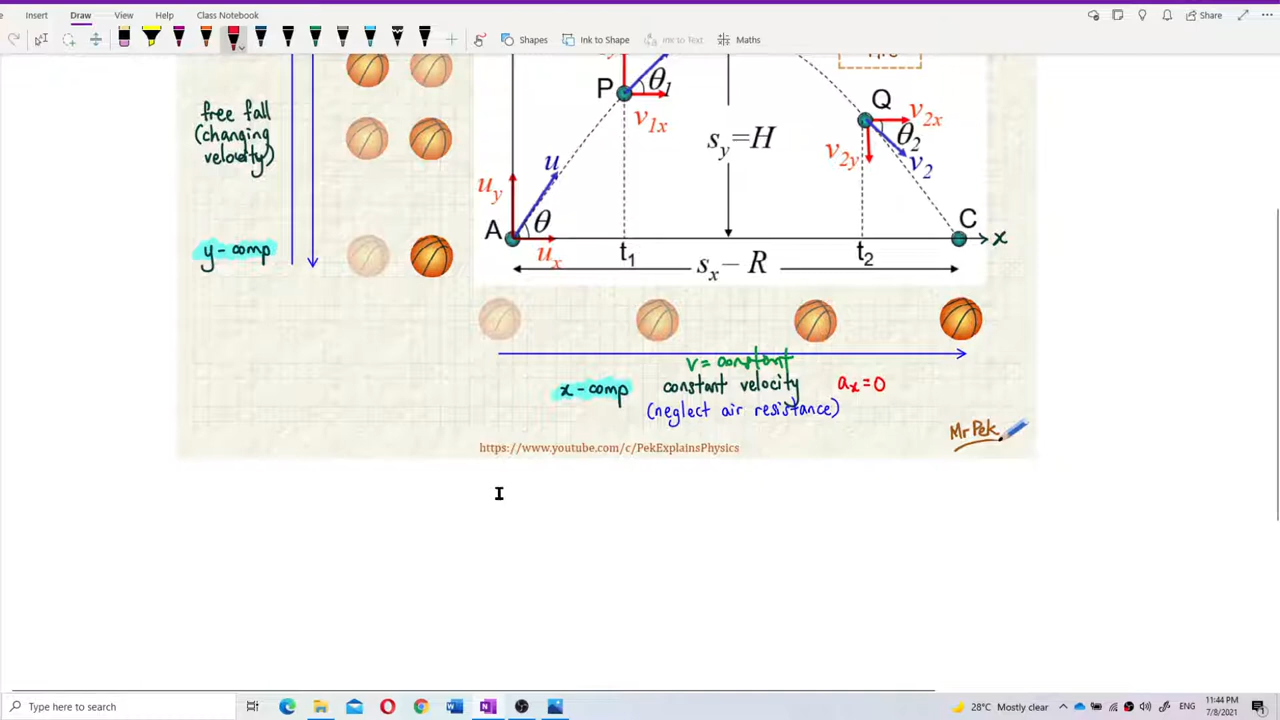 Insert Draw View Help Class Notebook Share
Shapes Ink to Shape Ink to Text Maths
free fall
(changing
velocity)
y-comp
P θ1
v1x
sy=H
Q v2x
θ2
v2y v2
u
uy
A θ
ux
t1
t2
C
x
sx – R
v = constant
x-comp constant velocity ax=0
(neglect air resistance)
Mr Pek
https://www.youtube.com/c/PekExplainsPhysics
Type here to search
28°C Mostly clear
ENG
11:44 PM
7/8/2021